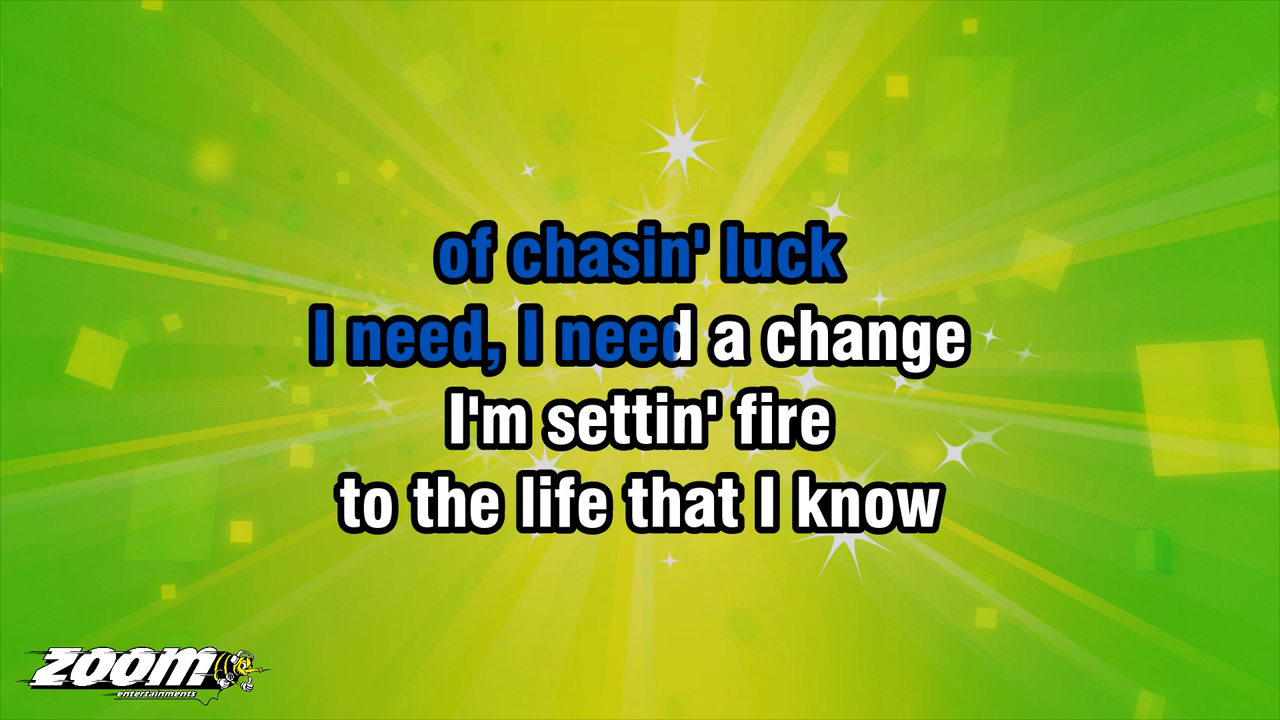 of chasin' luck
I need, I need a change
I'm settin' fire
to the life that I know
zoom
entertainments